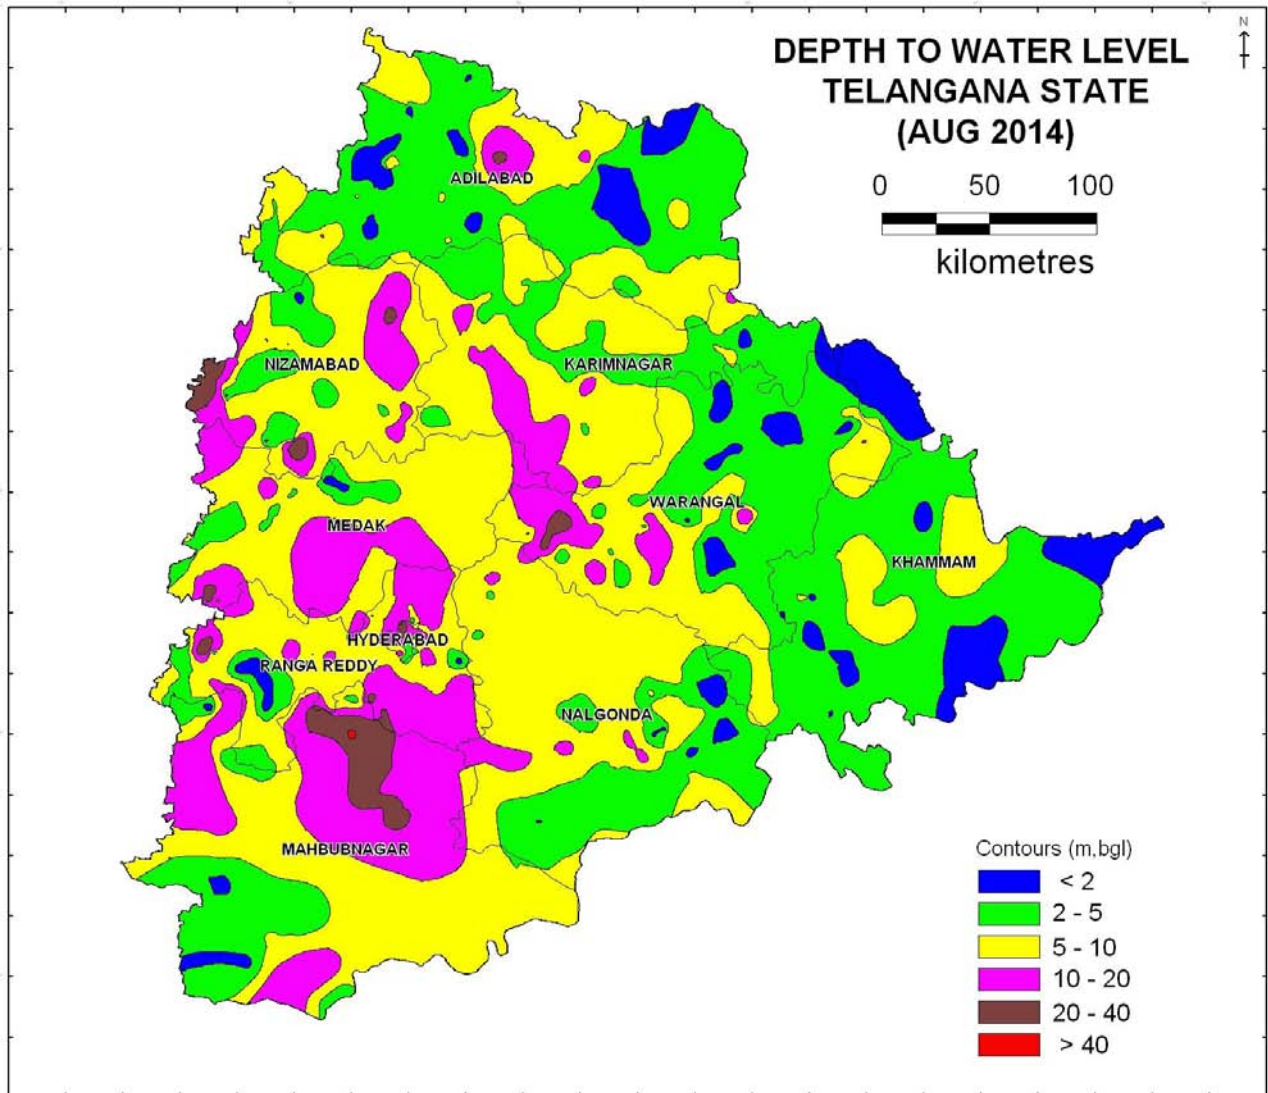 DEPTH TO WATER LEVEL
TELANGANA STATE
(AUG 2014)
N
0 50 100
kilometres
ADILABAD
NIZAMABAD
KARIMNAGAR
WARANGAL
MEDAK
KHAMMAM
HYDERABAD
RANGA REDDY
NALGONDA
MAHBUBNAGAR
Contours (m,bgl)
< 2
2 - 5
5 - 10
10 - 20
20 - 40
> 40